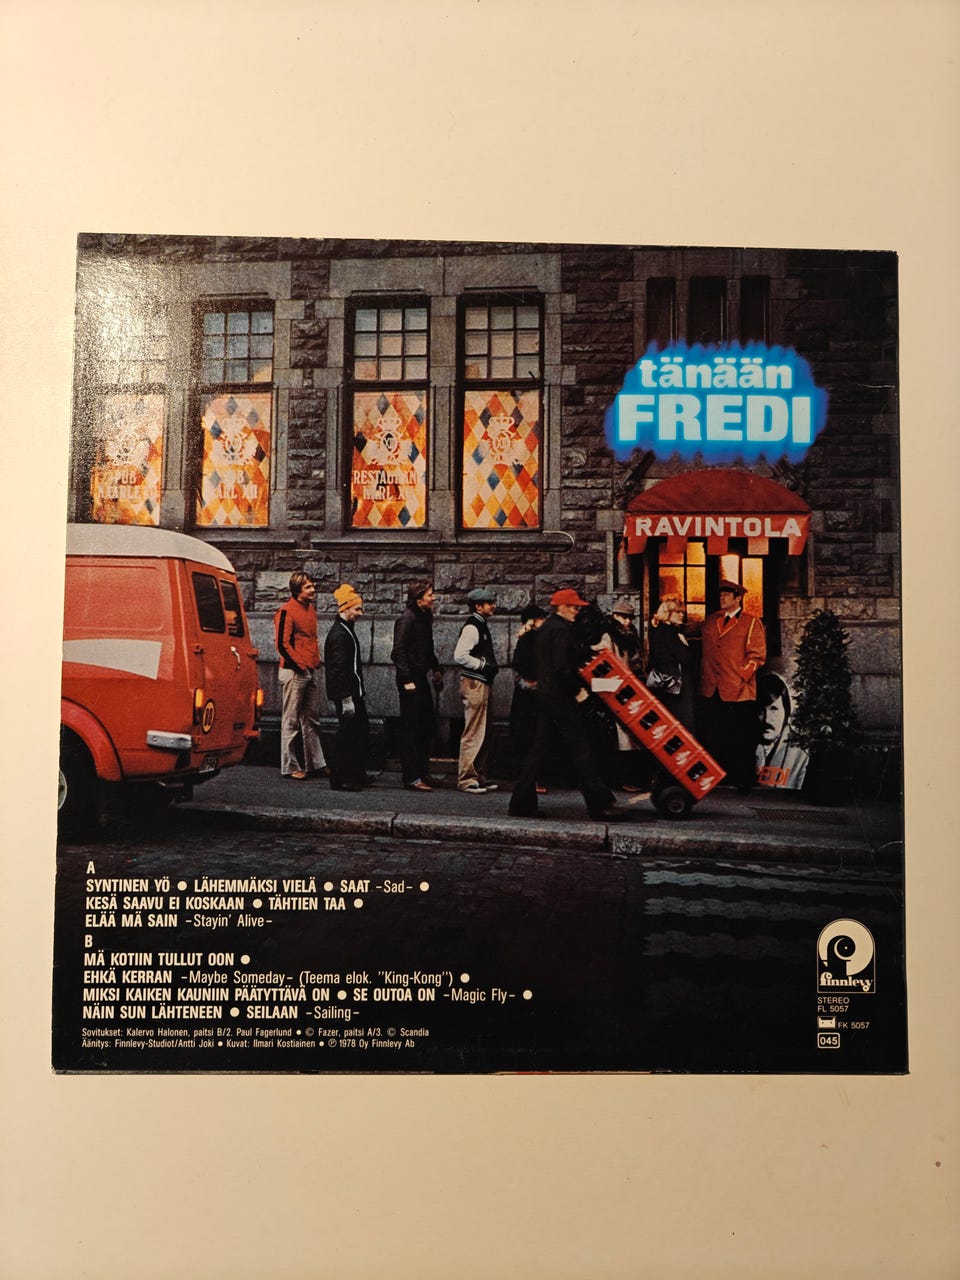 tänään
FREDI
PUB
KAARLE
PUB
KARL XII
RESTAURAN
KARL XII
RAVINTOLA
FREDI
A
SYNTINEN YÖ ● LÄHEMMÄKSI VIELÄ ● SAAT -Sad- ●
KESÄ SAAVU EI KOSKAAN ● TÄHTIEN TAA ●
ELÄÄ MÄ SAIN -Stayin' Alive-
B
MÄ KOTIIN TULLUT OON ●
EHKÄ KERRAN -Maybe Someday- (Teema elok. "King-Kong") ●
MIKSI KAIKEN KAUNIIN PÄÄTYTTÄVÄ ON ● SE OUTOA ON -Magic Fly- ●
NÄIN SUN LÄHTENEEN ● SEILAAN -Sailing-
Sovitukset: Kalervo Halonen, paitsi B/2. Paul Fagerlund ● © Fazer, paitsi A/3. © Scandia
Äänitys: Finnlevy-Studiot/Antti Joki ● Kuvat: Ilmari Kostiainen ● ℗ 1978 Oy Finnlevy Ab
finnlevy
STEREO
FL 5057
FK 5057
045